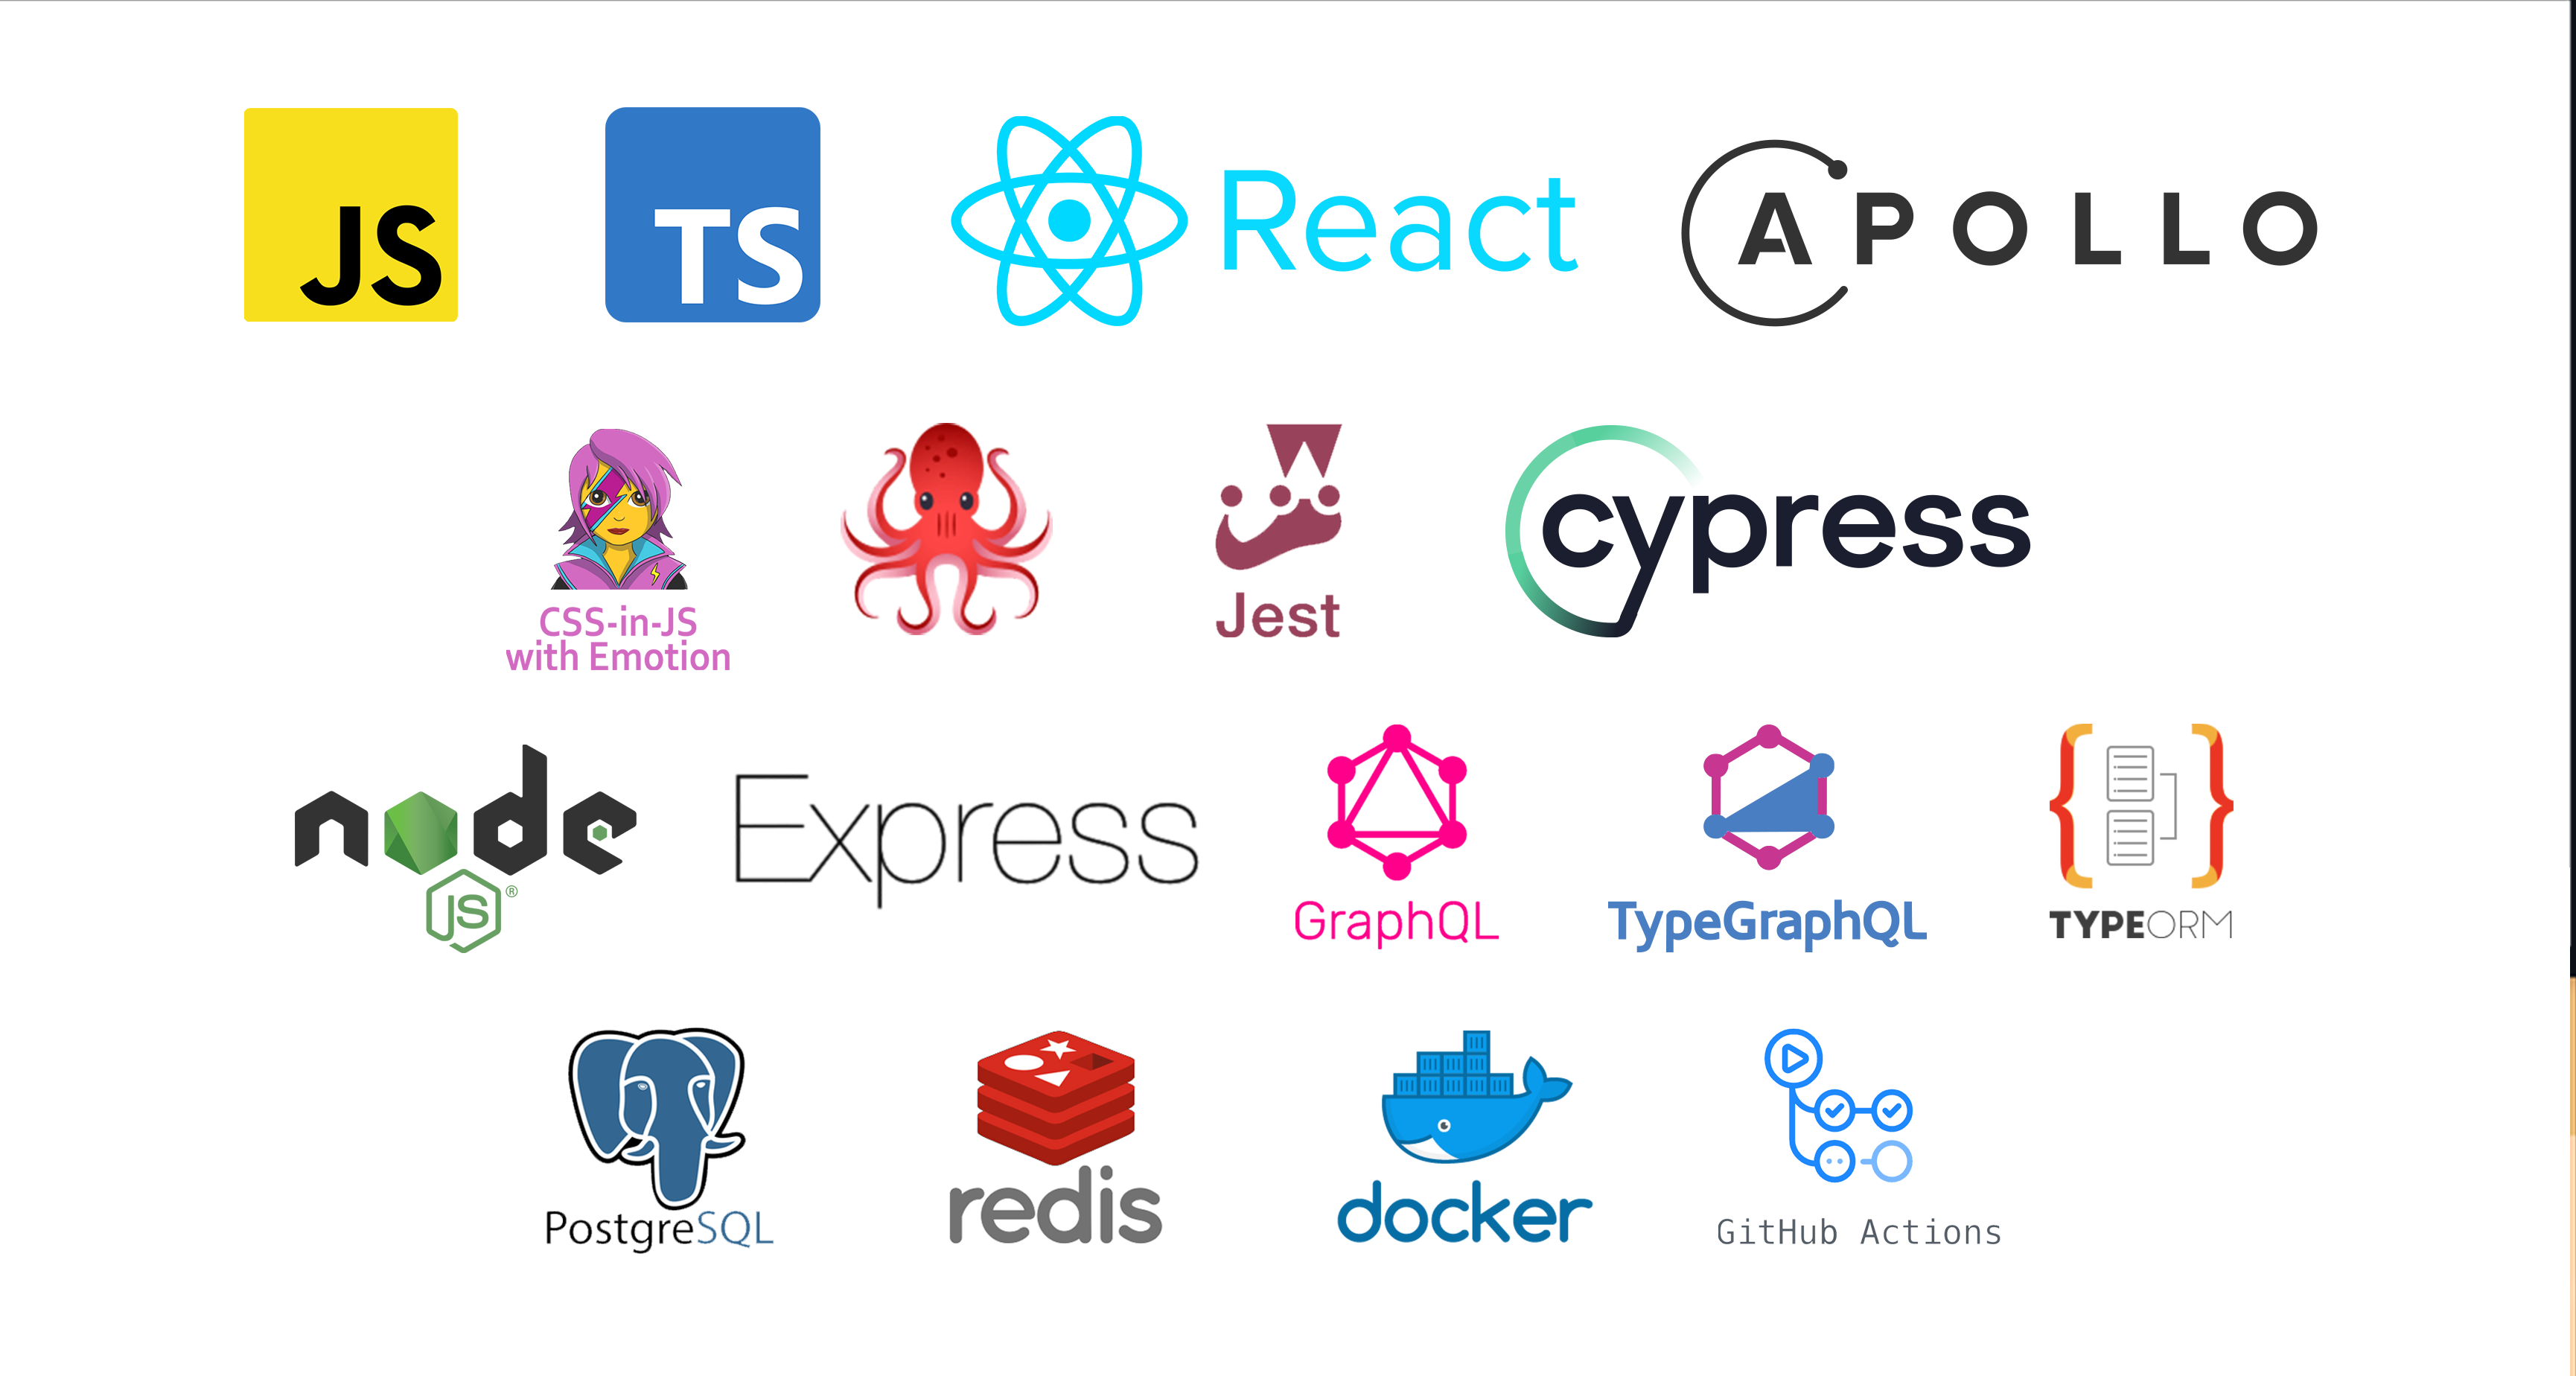 JS
TS
React
APOLLO
CSS-in-JS
with Emotion
Jest
cypress
node
JS®
Express
GraphQL
TypeGraphQL
TYPEORM
PostgreSQL
redis
docker
GitHub Actions